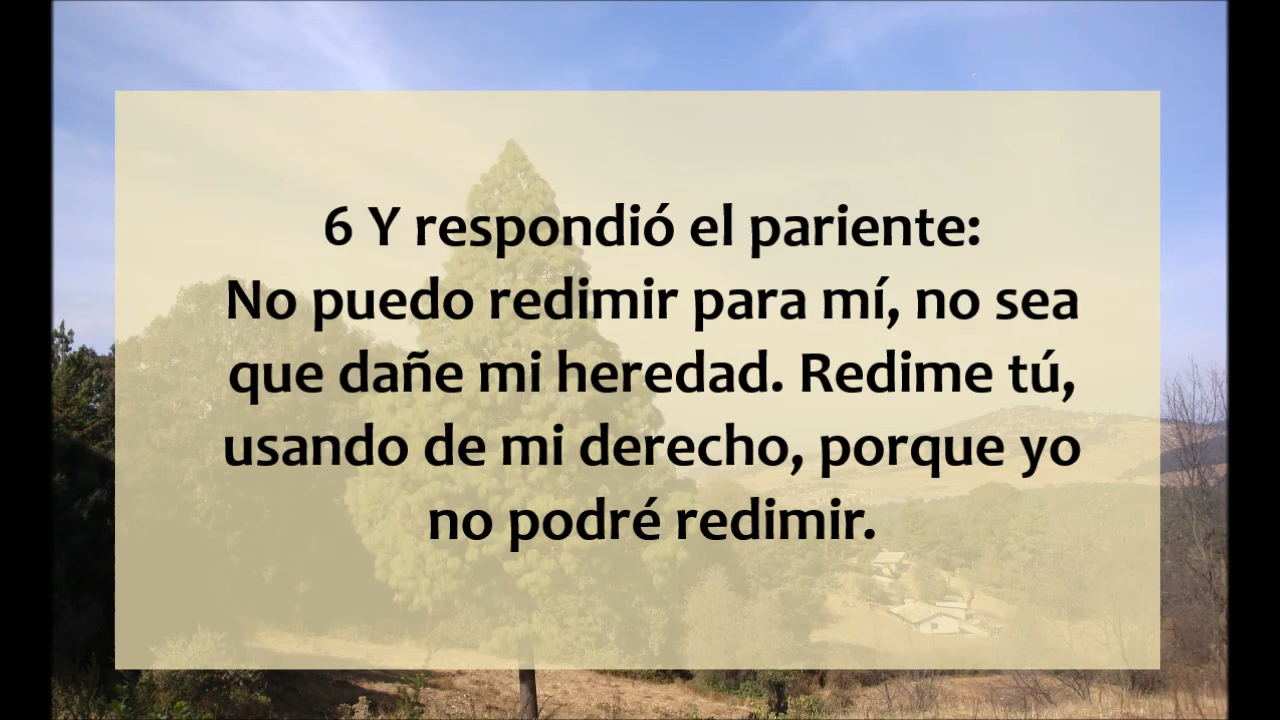 6 Y respondió el pariente:
No puedo redimir para mí, no sea
que dañe mi heredad. Redime tú,
usando de mi derecho, porque yo
no podré redimir.